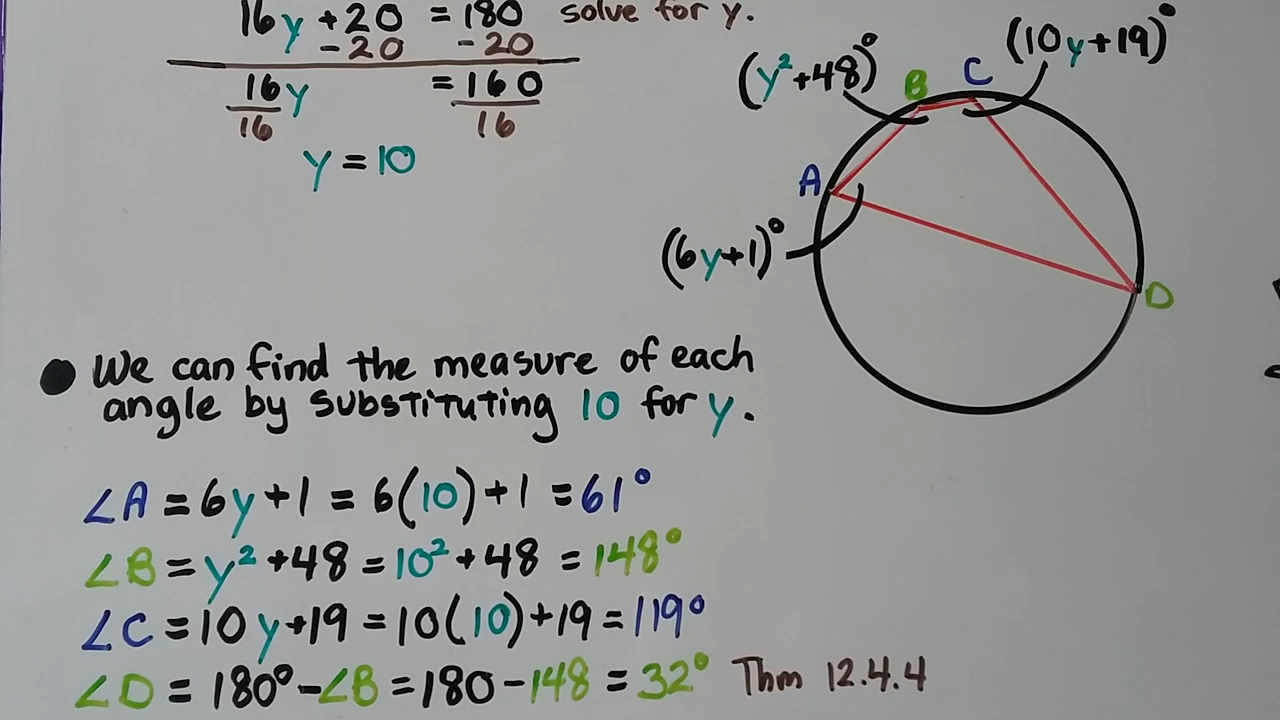 16y +20 = 180 solve for y.
-20 -20
16y = 160
16 16
y = 10
(y²+48)°
B
C
(10y+19)°
A
(6y+1)°
D
● We can find the measure of each
angle by substituting 10 for y.
∠A = 6y+1 = 6(10)+1 = 61°
∠B = y²+48 = 10²+48 = 148°
∠C = 10y+19 = 10(10)+19 = 119°
∠D = 180°-∠B = 180-148 = 32° Thm 12.4.4